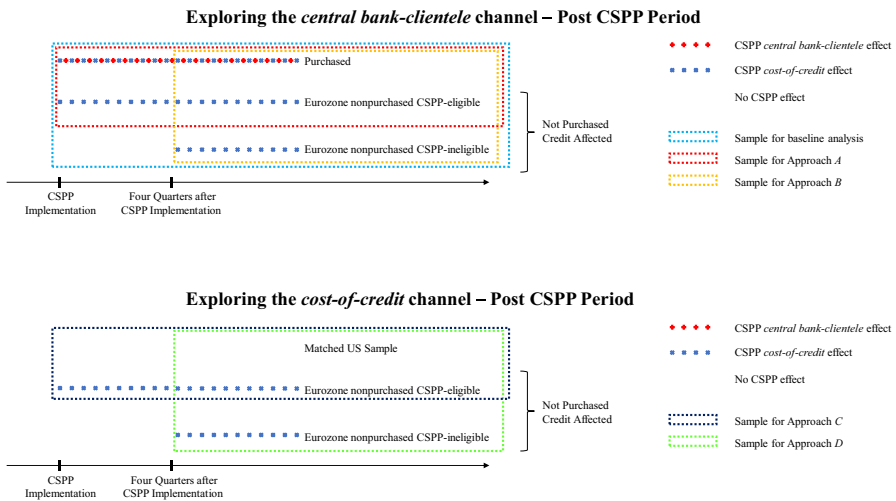 Exploring the central bank-clientele channel – Post CSPP Period
Purchased
Eurozone nonpurchased CSPP-eligible
Eurozone nonpurchased CSPP-ineligible
Not Purchased
Credit Affected
CSPP
Implementation
Four Quarters after
CSPP Implementation
CSPP central bank-clientele effect
CSPP cost-of-credit effect
No CSPP effect
Sample for baseline analysis
Sample for Approach A
Sample for Approach B
Exploring the cost-of-credit channel – Post CSPP Period
Matched US Sample
Eurozone nonpurchased CSPP-eligible
Eurozone nonpurchased CSPP-ineligible
Not Purchased
Credit Affected
CSPP
Implementation
Four Quarters after
CSPP Implementation
CSPP central bank-clientele effect
CSPP cost-of-credit effect
No CSPP effect
Sample for Approach C
Sample for Approach D